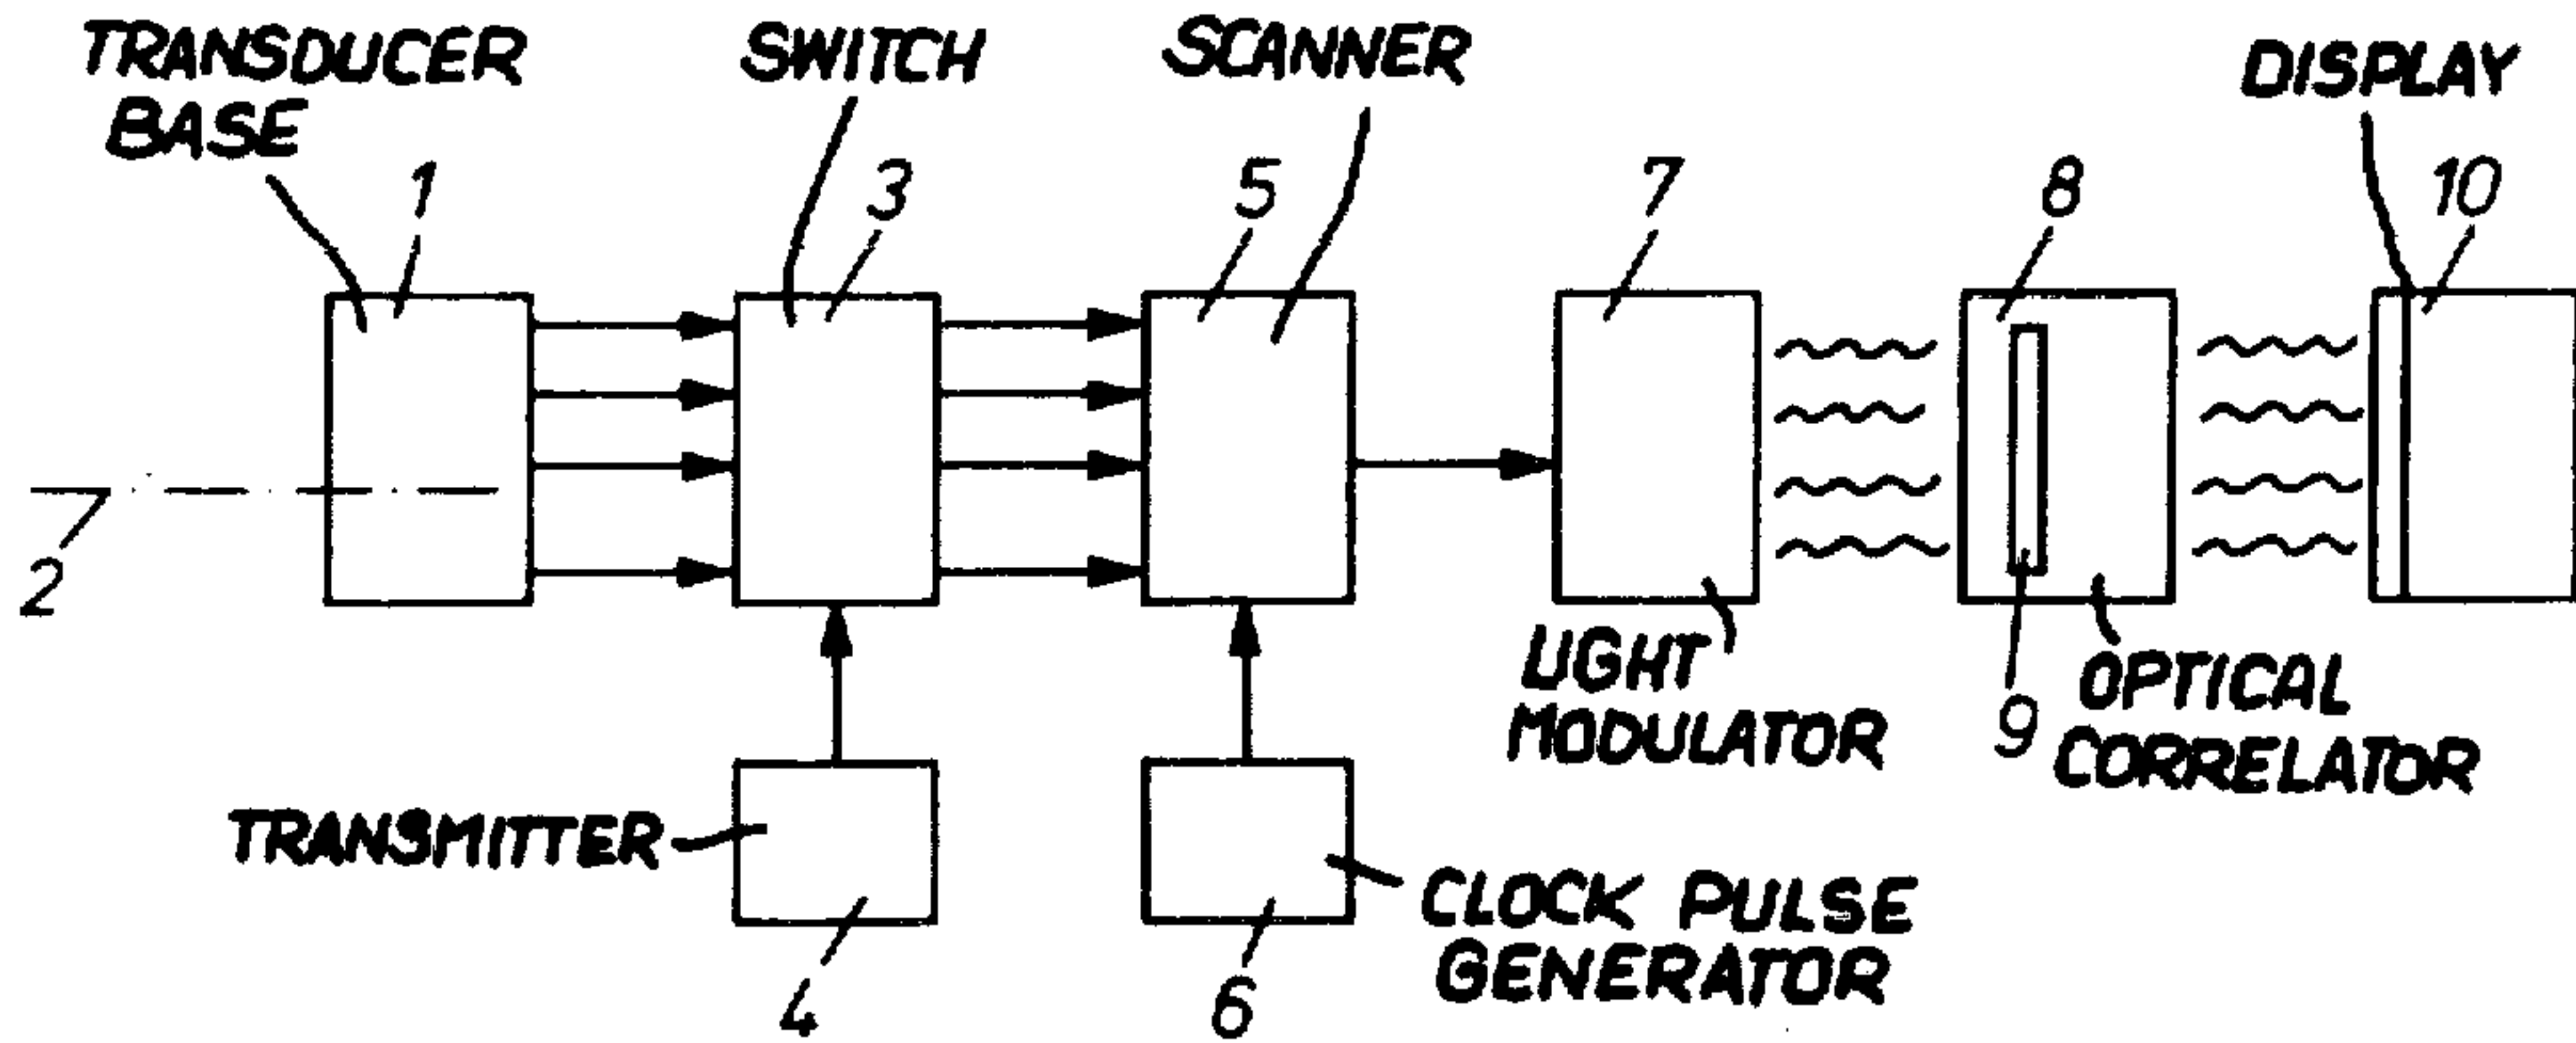 TRANSDUCER
BASE
SWITCH
SCANNER
DISPLAY
1
3
5
7
8
10
2
LIGHT
MODULATOR
9
OPTICAL
CORRELATOR
TRANSMITTER
CLOCK PULSE
GENERATOR
4
6